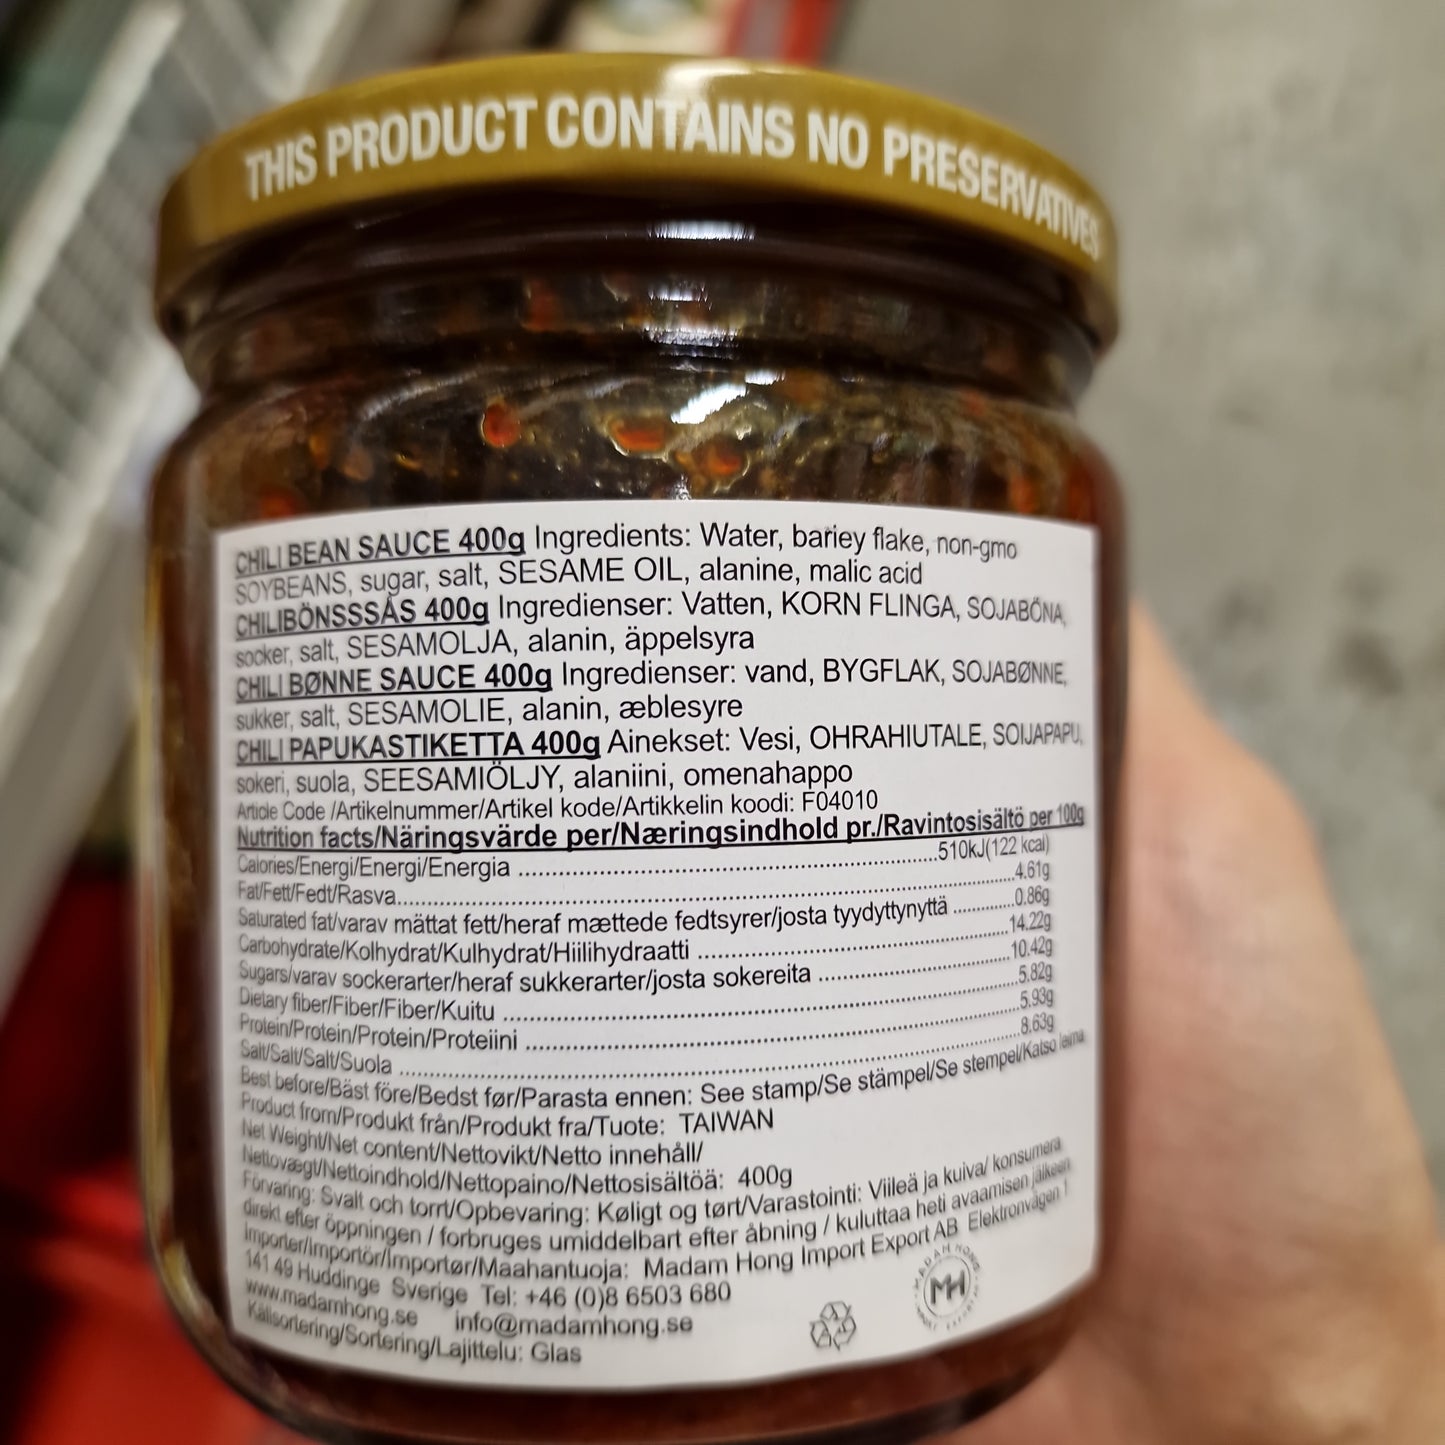 THIS PRODUCT CONTAINS NO PRESERVATIVES
CHILI BEAN SAUCE 400g Ingredients: Water, bariey flake, non-gmo
SOYBEANS, sugar, salt, SESAME OIL, alanine, malic acid
CHILIBÖNSSSÅS 400g Ingredienser: Vatten, KORN FLINGA, SOJABÖNA,
socker, salt, SESAMOLJA, alanin, äppelsyra
CHILI BØNNE SAUCE 400g Ingredienser: vand, BYGFLAK, SOJABØNNE,
sukker, salt, SESAMOLIE, alanin, æblesyre
CHILI PAPUKASTIKETTA 400g Ainekset: Vesi, OHRAHIUTALE, SOIJAPAPU,
sokeri, suola, SEESAMIÖLJY, alaniini, omenahappo
Article Code /Artikelnummer/Artikel kode/Artikkelin koodi: F04010
Nutrition facts/Näringsvärde per/Næringsindhold pr./Ravintosisältö per 100g
Calories/Energi/Energi/Energia ..........510kJ(122 kcal)
Fat/Fett/Fedt/Rasva..........4.61g
Saturated fat/varav mättat fett/heraf mættede fedtsyrer/josta tyydyttynyttä ..........0.86g
Carbohydrate/Kolhydrat/Kulhydrat/Hiilihydraatti ..........14.22g
Sugars/varav sockerarter/heraf sukkerarter/josta sokereita ..........10.42g
Dietary fiber/Fiber/Fiber/Kuitu ..........5.82g
Protein/Protein/Protein/Proteiini ..........5.93g
Salt/Salt/Salt/Suola ..........8.63g
Best before/Bäst före/Bedst før/Parasta ennen: See stamp/Se stämpel/Se stempel/Katso leima
Product from/Produkt från/Produkt fra/Tuote: TAIWAN
Net Weight/Net content/Nettovikt/Netto innehåll/
Nettovægt/Nettoindhold/Nettopaino/Nettosisältöä: 400g
Förvaring: Svalt och torrt/Opbevaring: Køligt og tørt/Varastointi: Viileä ja kuiva/ konsumera
direkt efter öppningen / forbruges umiddelbart efter åbning / kuluttaa heti avaamisen jälkeen
Importer/Importör/Importør/Maahantuoja: Madam Hong Import Export AB Elektronvägen 1
141 49 Huddinge Sverige Tel: +46 (0)8 6503 680
www.madamhong.se info@madamhong.se
Källsortering/Sortering/Lajittelu: Glas
MADAM HONG
MH